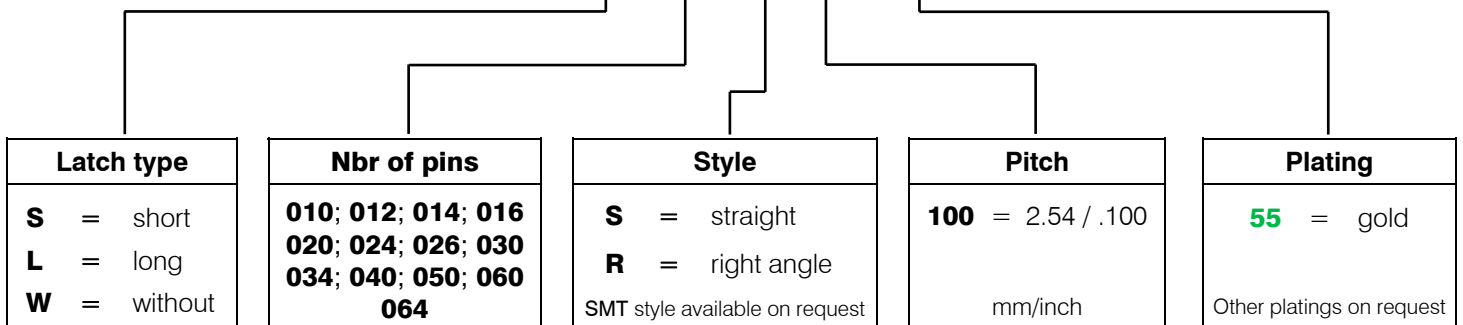 Latch type
S = short
L = long
W = without
Nbr of pins
010; 012; 014; 016
020; 024; 026; 030
034; 040; 050; 060
064
Style
S = straight
R = right angle
SMT style available on request
Pitch
100 = 2.54 / .100
mm/inch
Plating
55 = gold
Other platings on request